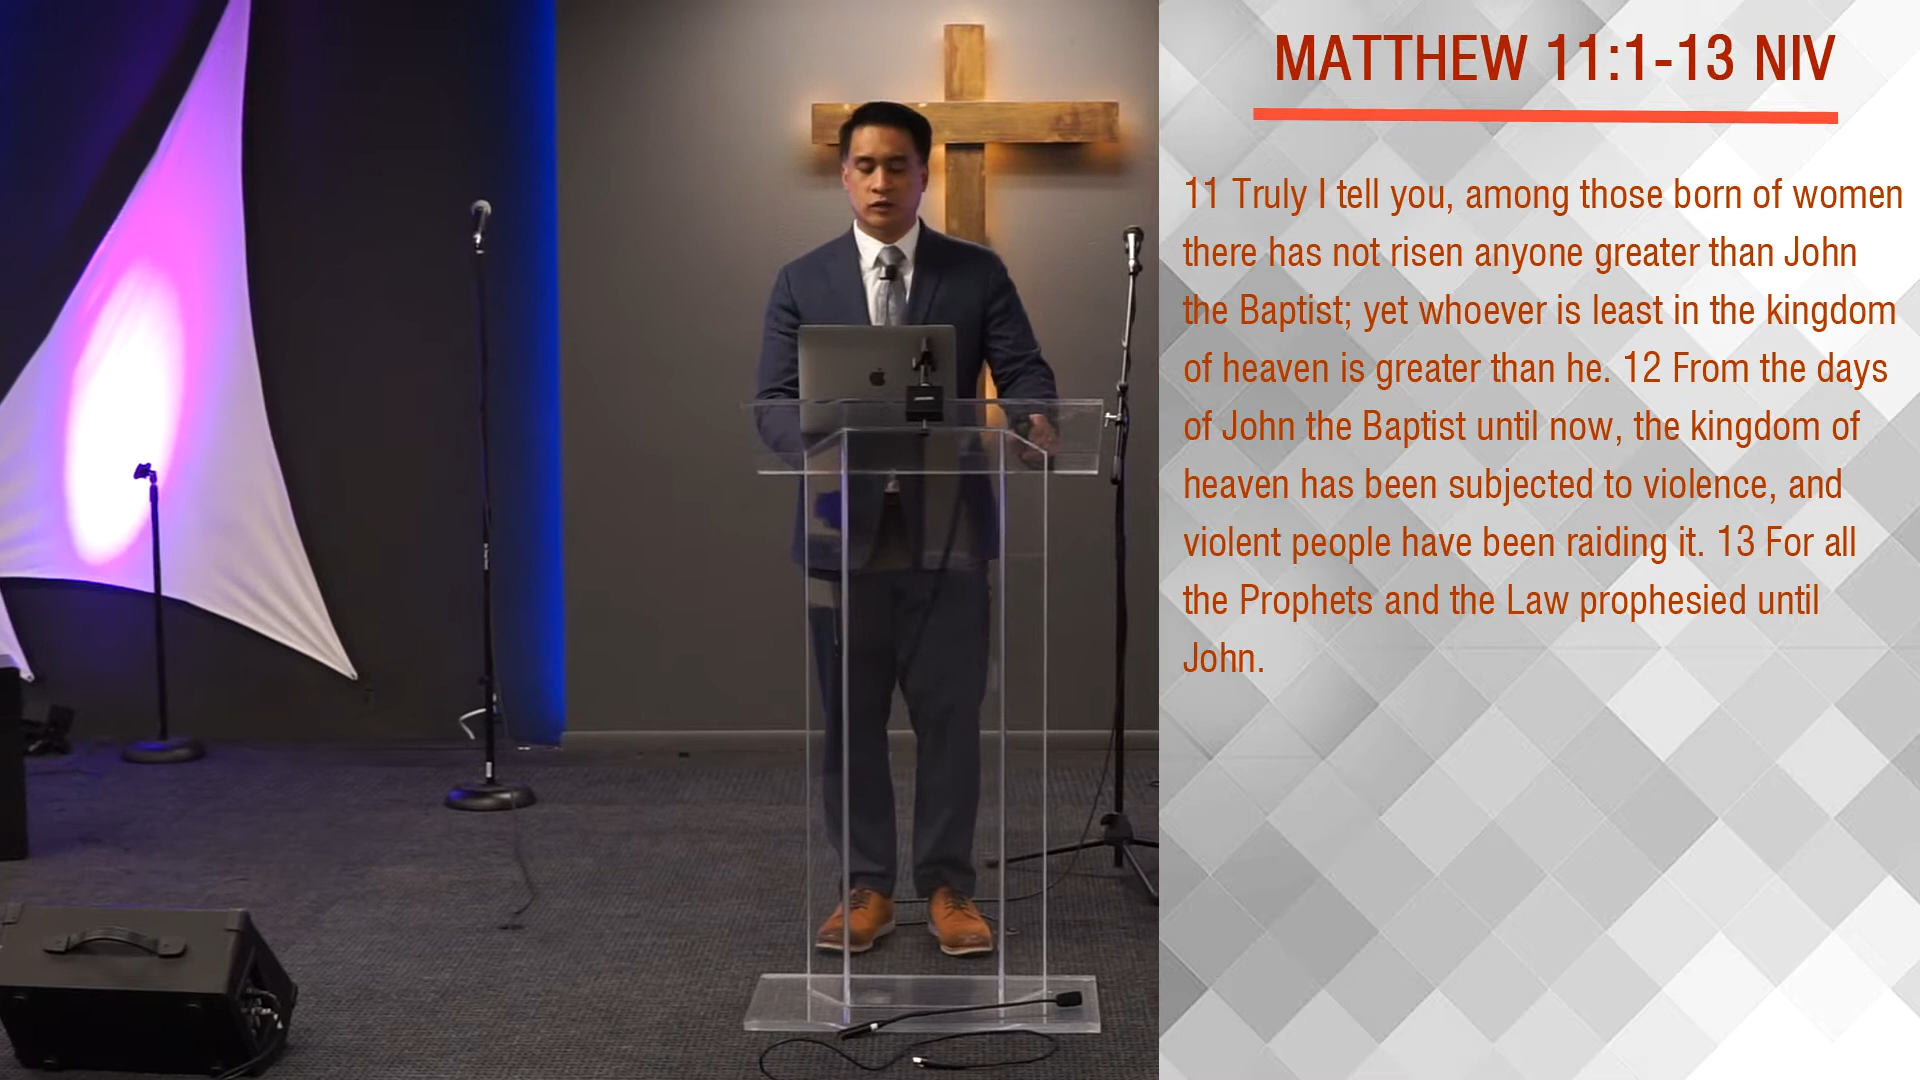 MATTHEW 11:1-13 NIV
11 Truly I tell you, among those born of women
there has not risen anyone greater than John
the Baptist; yet whoever is least in the kingdom
of heaven is greater than he. 12 From the days
of John the Baptist until now, the kingdom of
heaven has been subjected to violence, and
violent people have been raiding it. 13 For all
the Prophets and the Law prophesied until
John.